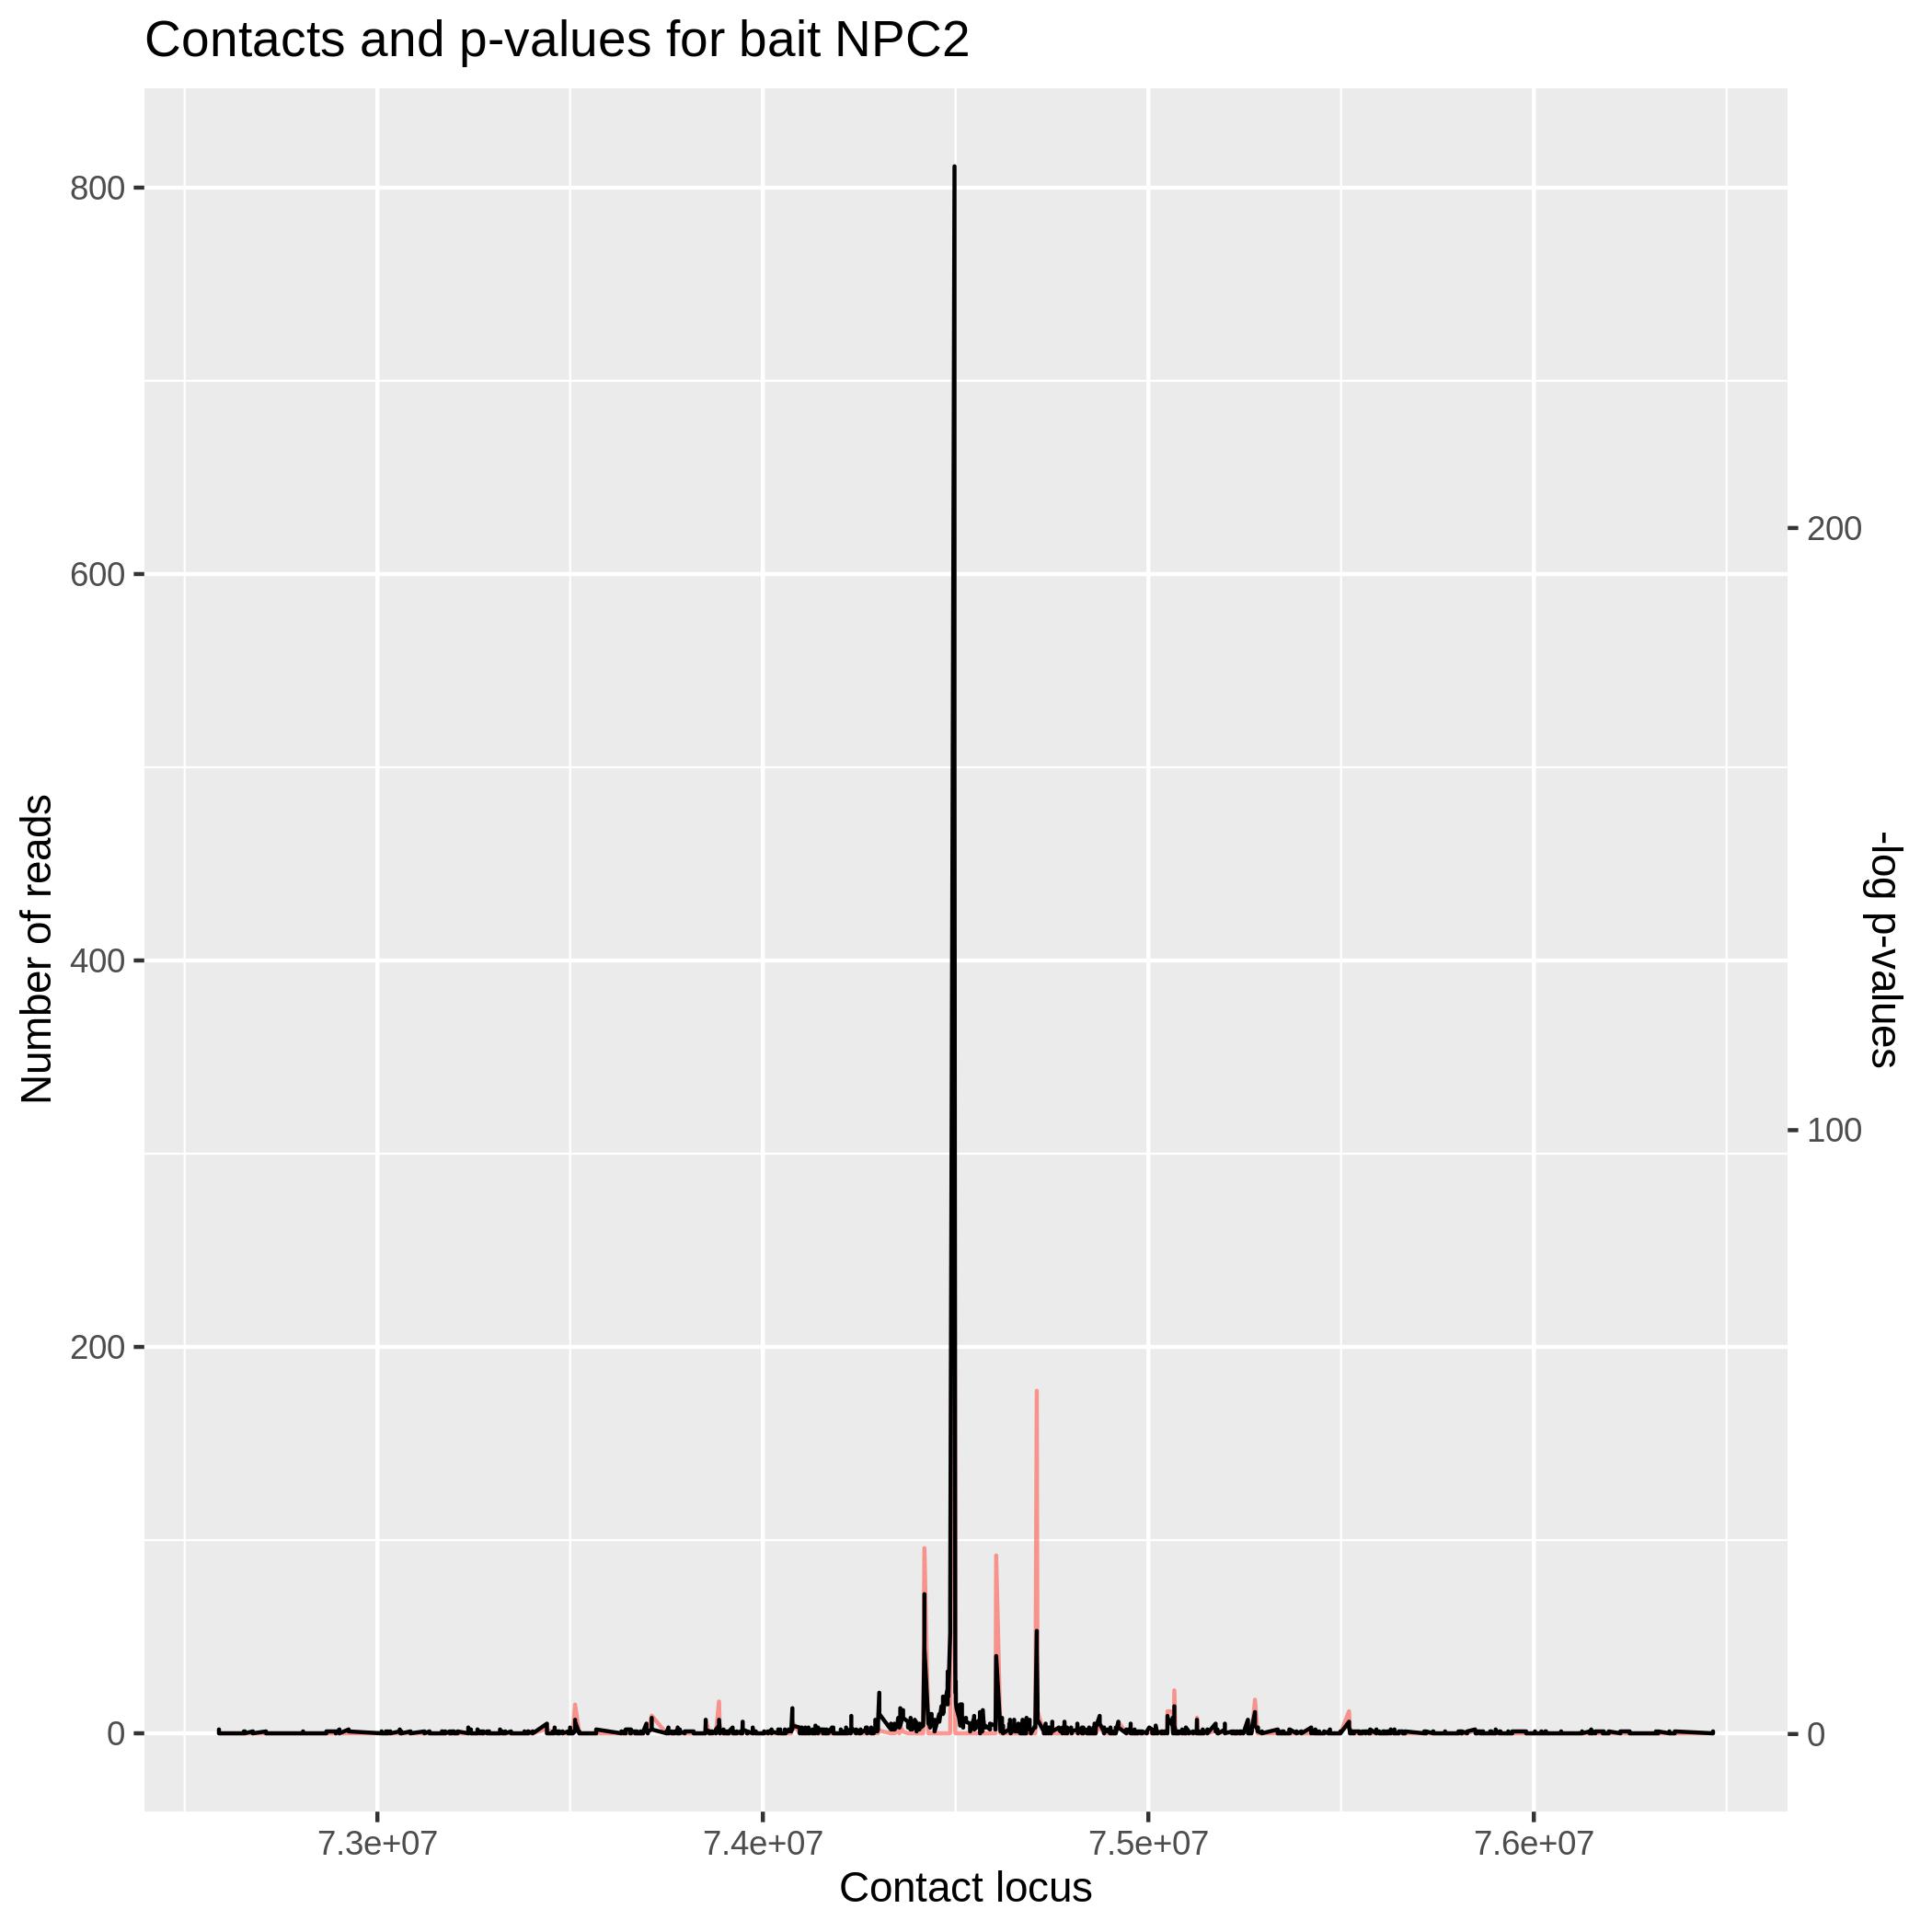 Contacts and p-values for bait NPC2
800
600
400
200
0
Number of reads
200
100
0
-log p-values
7.3e+07
7.4e+07
7.5e+07
7.6e+07
Contact locus